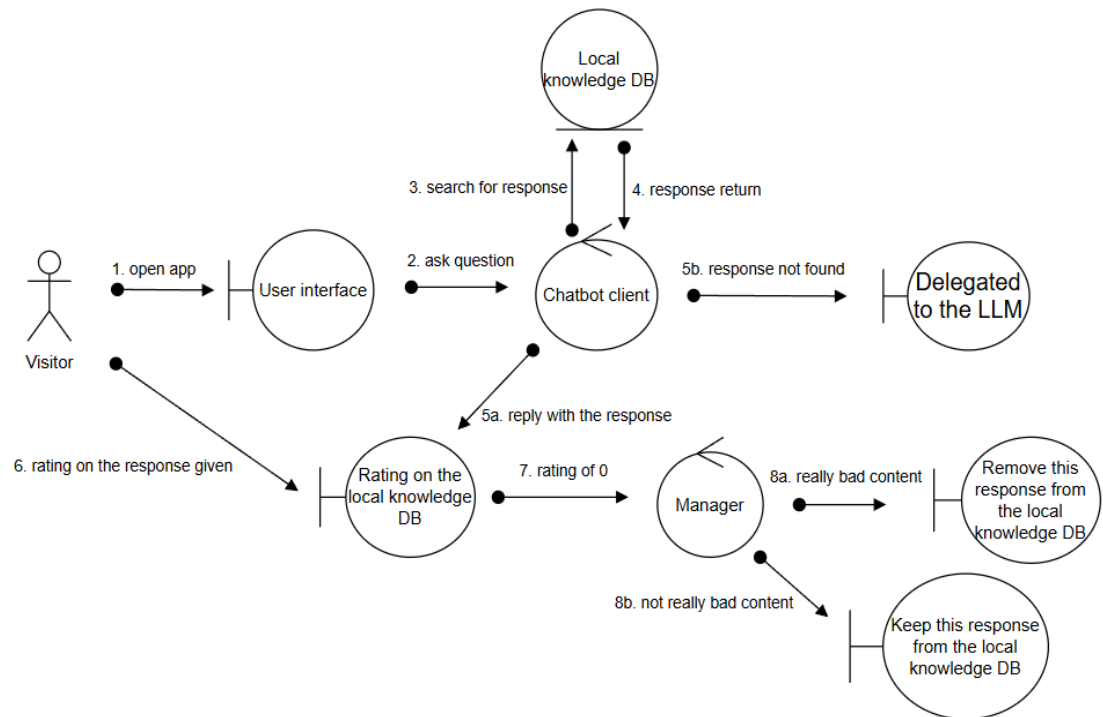 Local
knowledge DB
3. search for response
4. response return
1. open app
2. ask question
5b. response not found
User interface
Chatbot client
Delegated
to the LLM
Visitor
5a. reply with the response
6. rating on the response given
Rating on the
local knowledge
DB
7. rating of 0
Manager
8a. really bad content
Remove this
response from
the local
knowledge DB
8b. not really bad content
Keep this response
from the local
knowledge DB